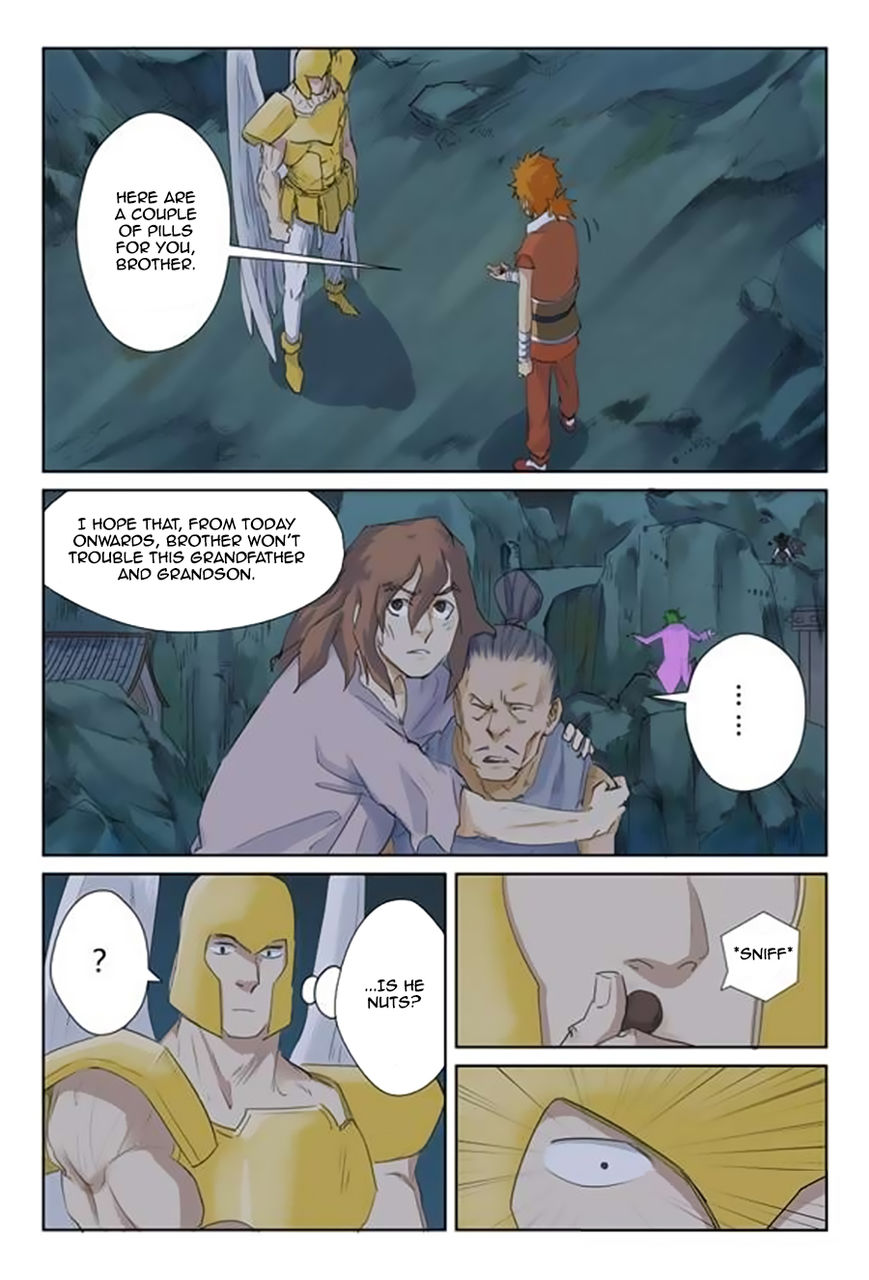 HERE ARE
A COUPLE
OF PILLS
FOR YOU,
BROTHER.
I HOPE THAT, FROM TODAY
ONWARDS, BROTHER WON'T
TROUBLE THIS GRANDFATHER
AND GRANDSON.
... ...
?
...IS HE
NUTS?
*SNIFF*